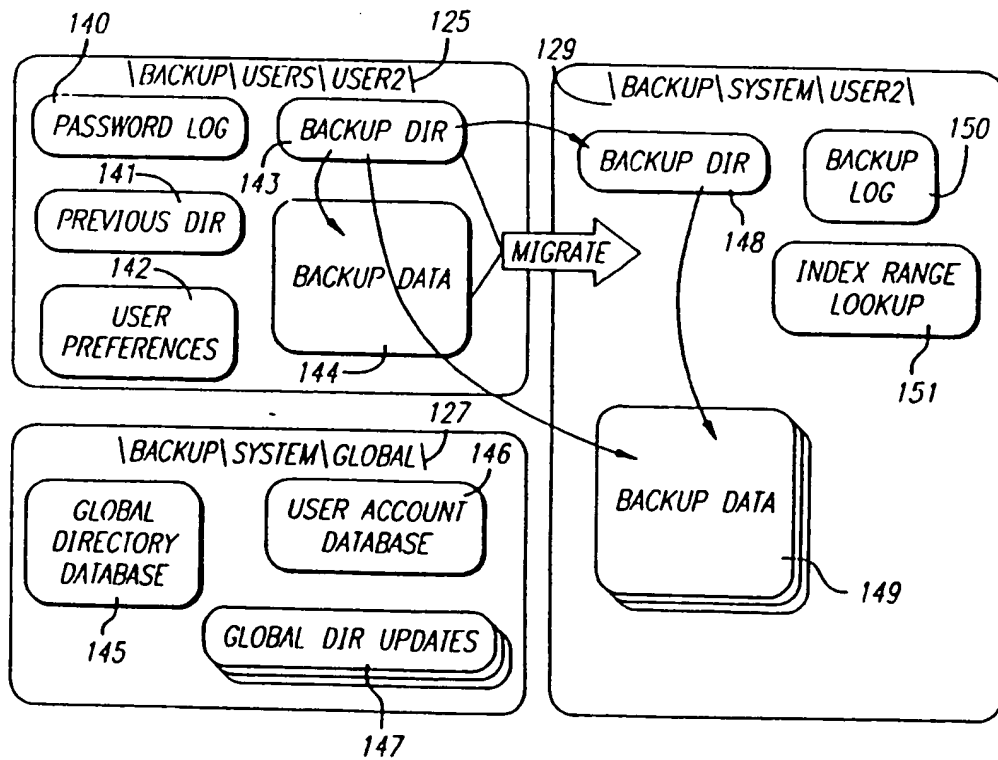 140
125
\BACKUP\USERS\USER2\
PASSWORD LOG
BACKUP DIR
143
141
PREVIOUS DIR
142
USER
PREFERENCES
BACKUP DATA
144
MIGRATE
129
\BACKUP\SYSTEM\USER2\
BACKUP DIR
148
BACKUP
LOG
150
INDEX RANGE
LOOKUP
151
BACKUP DATA
149
127
\BACKUP\SYSTEM\GLOBAL\
146
GLOBAL
DIRECTORY
DATABASE
145
USER ACCOUNT
DATABASE
GLOBAL DIR UPDATES
147